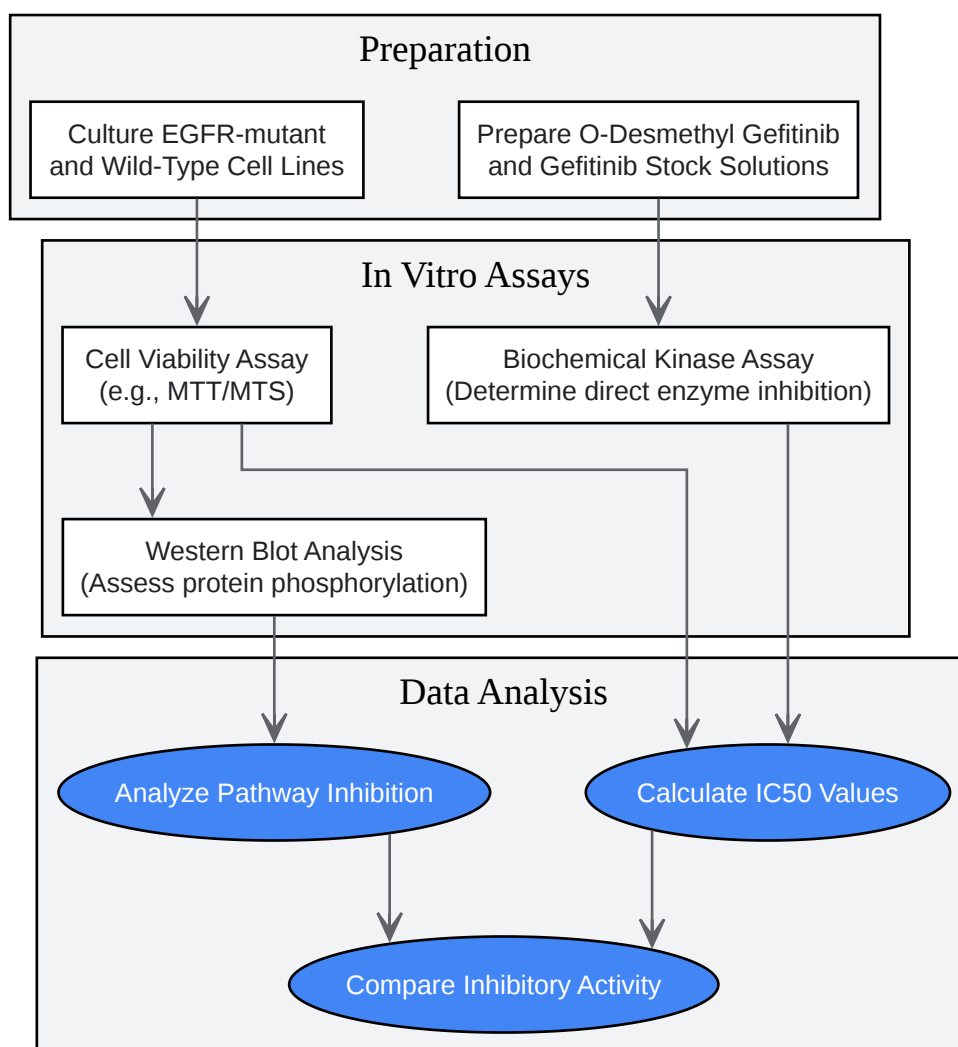 Preparation
Culture EGFR-mutant
and Wild-Type Cell Lines
Prepare O-Desmethyl Gefitinib
and Gefitinib Stock Solutions
In Vitro Assays
Cell Viability Assay
(e.g., MTT/MTS)
Biochemical Kinase Assay
(Determine direct enzyme inhibition)
Western Blot Analysis
(Assess protein phosphorylation)
Data Analysis
Analyze Pathway Inhibition
Calculate IC50 Values
Compare Inhibitory Activity